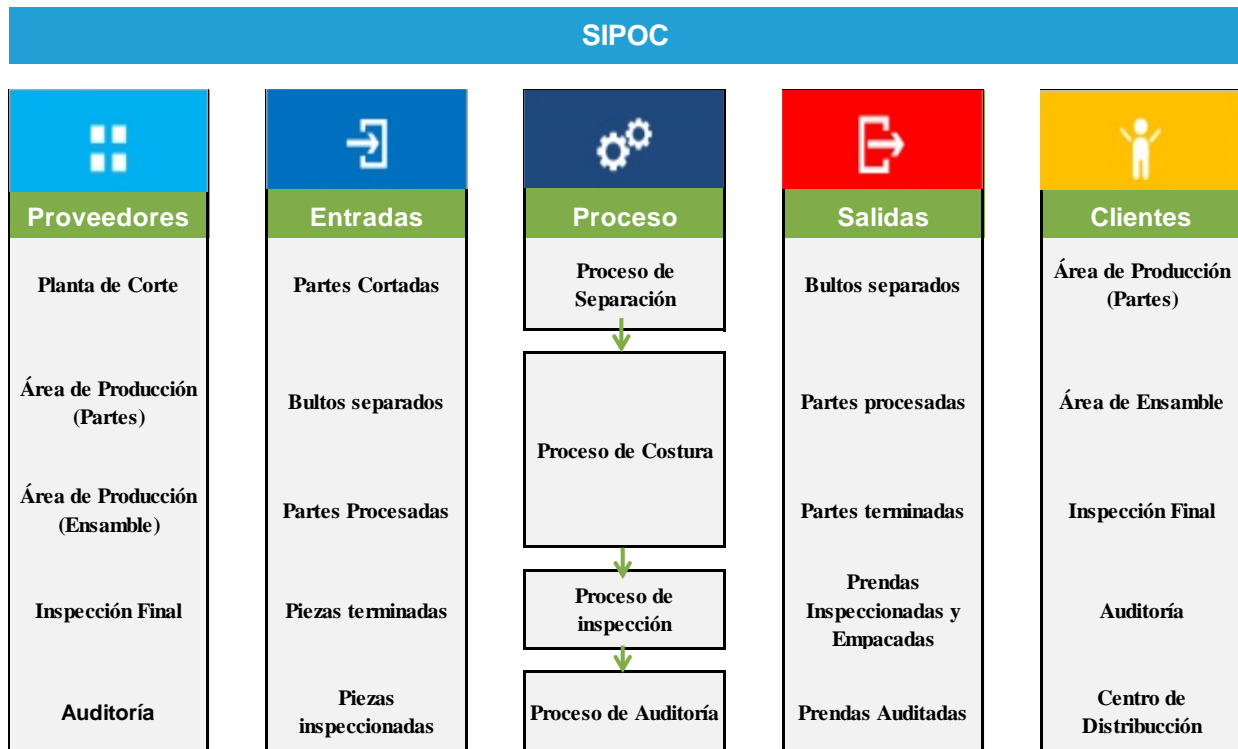 SIPOC
Proveedores
Entradas
Proceso
Salidas
Clientes
Planta de Corte
Partes Cortadas
Proceso de
Separación
Bultos separados
Área de Producción
(Partes)
Área de Producción
(Partes)
Bultos separados
Proceso de Costura
Partes procesadas
Área de Ensamble
Área de Producción
(Ensamble)
Partes Procesadas
Partes terminadas
Inspección Final
Inspección Final
Piezas terminadas
Proceso de
inspección
Prendas
Inspeccionadas y
Empacadas
Auditoría
Auditoría
Piezas
inspeccionadas
Proceso de Auditoría
Prendas Auditadas
Centro de
Distribucción